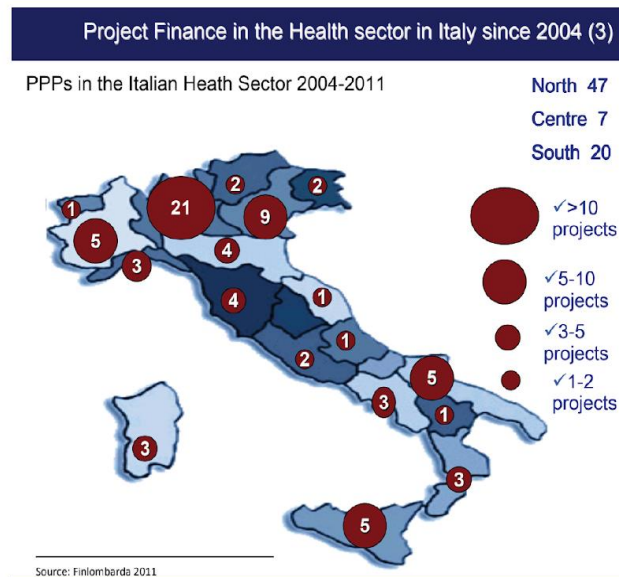 Project Finance in the Health sector in Italy since 2004 (3)
PPPs in the Italian Heath Sector 2004-2011
North 47
Centre 7
South 20
2
2
1
21
9
5
4
3
4
1
1
2
5
3
1
3
3
5
✓>10
projects
✓5-10
projects
✓3-5
projects
✓1-2
projects
Source: Finlombarda 2011